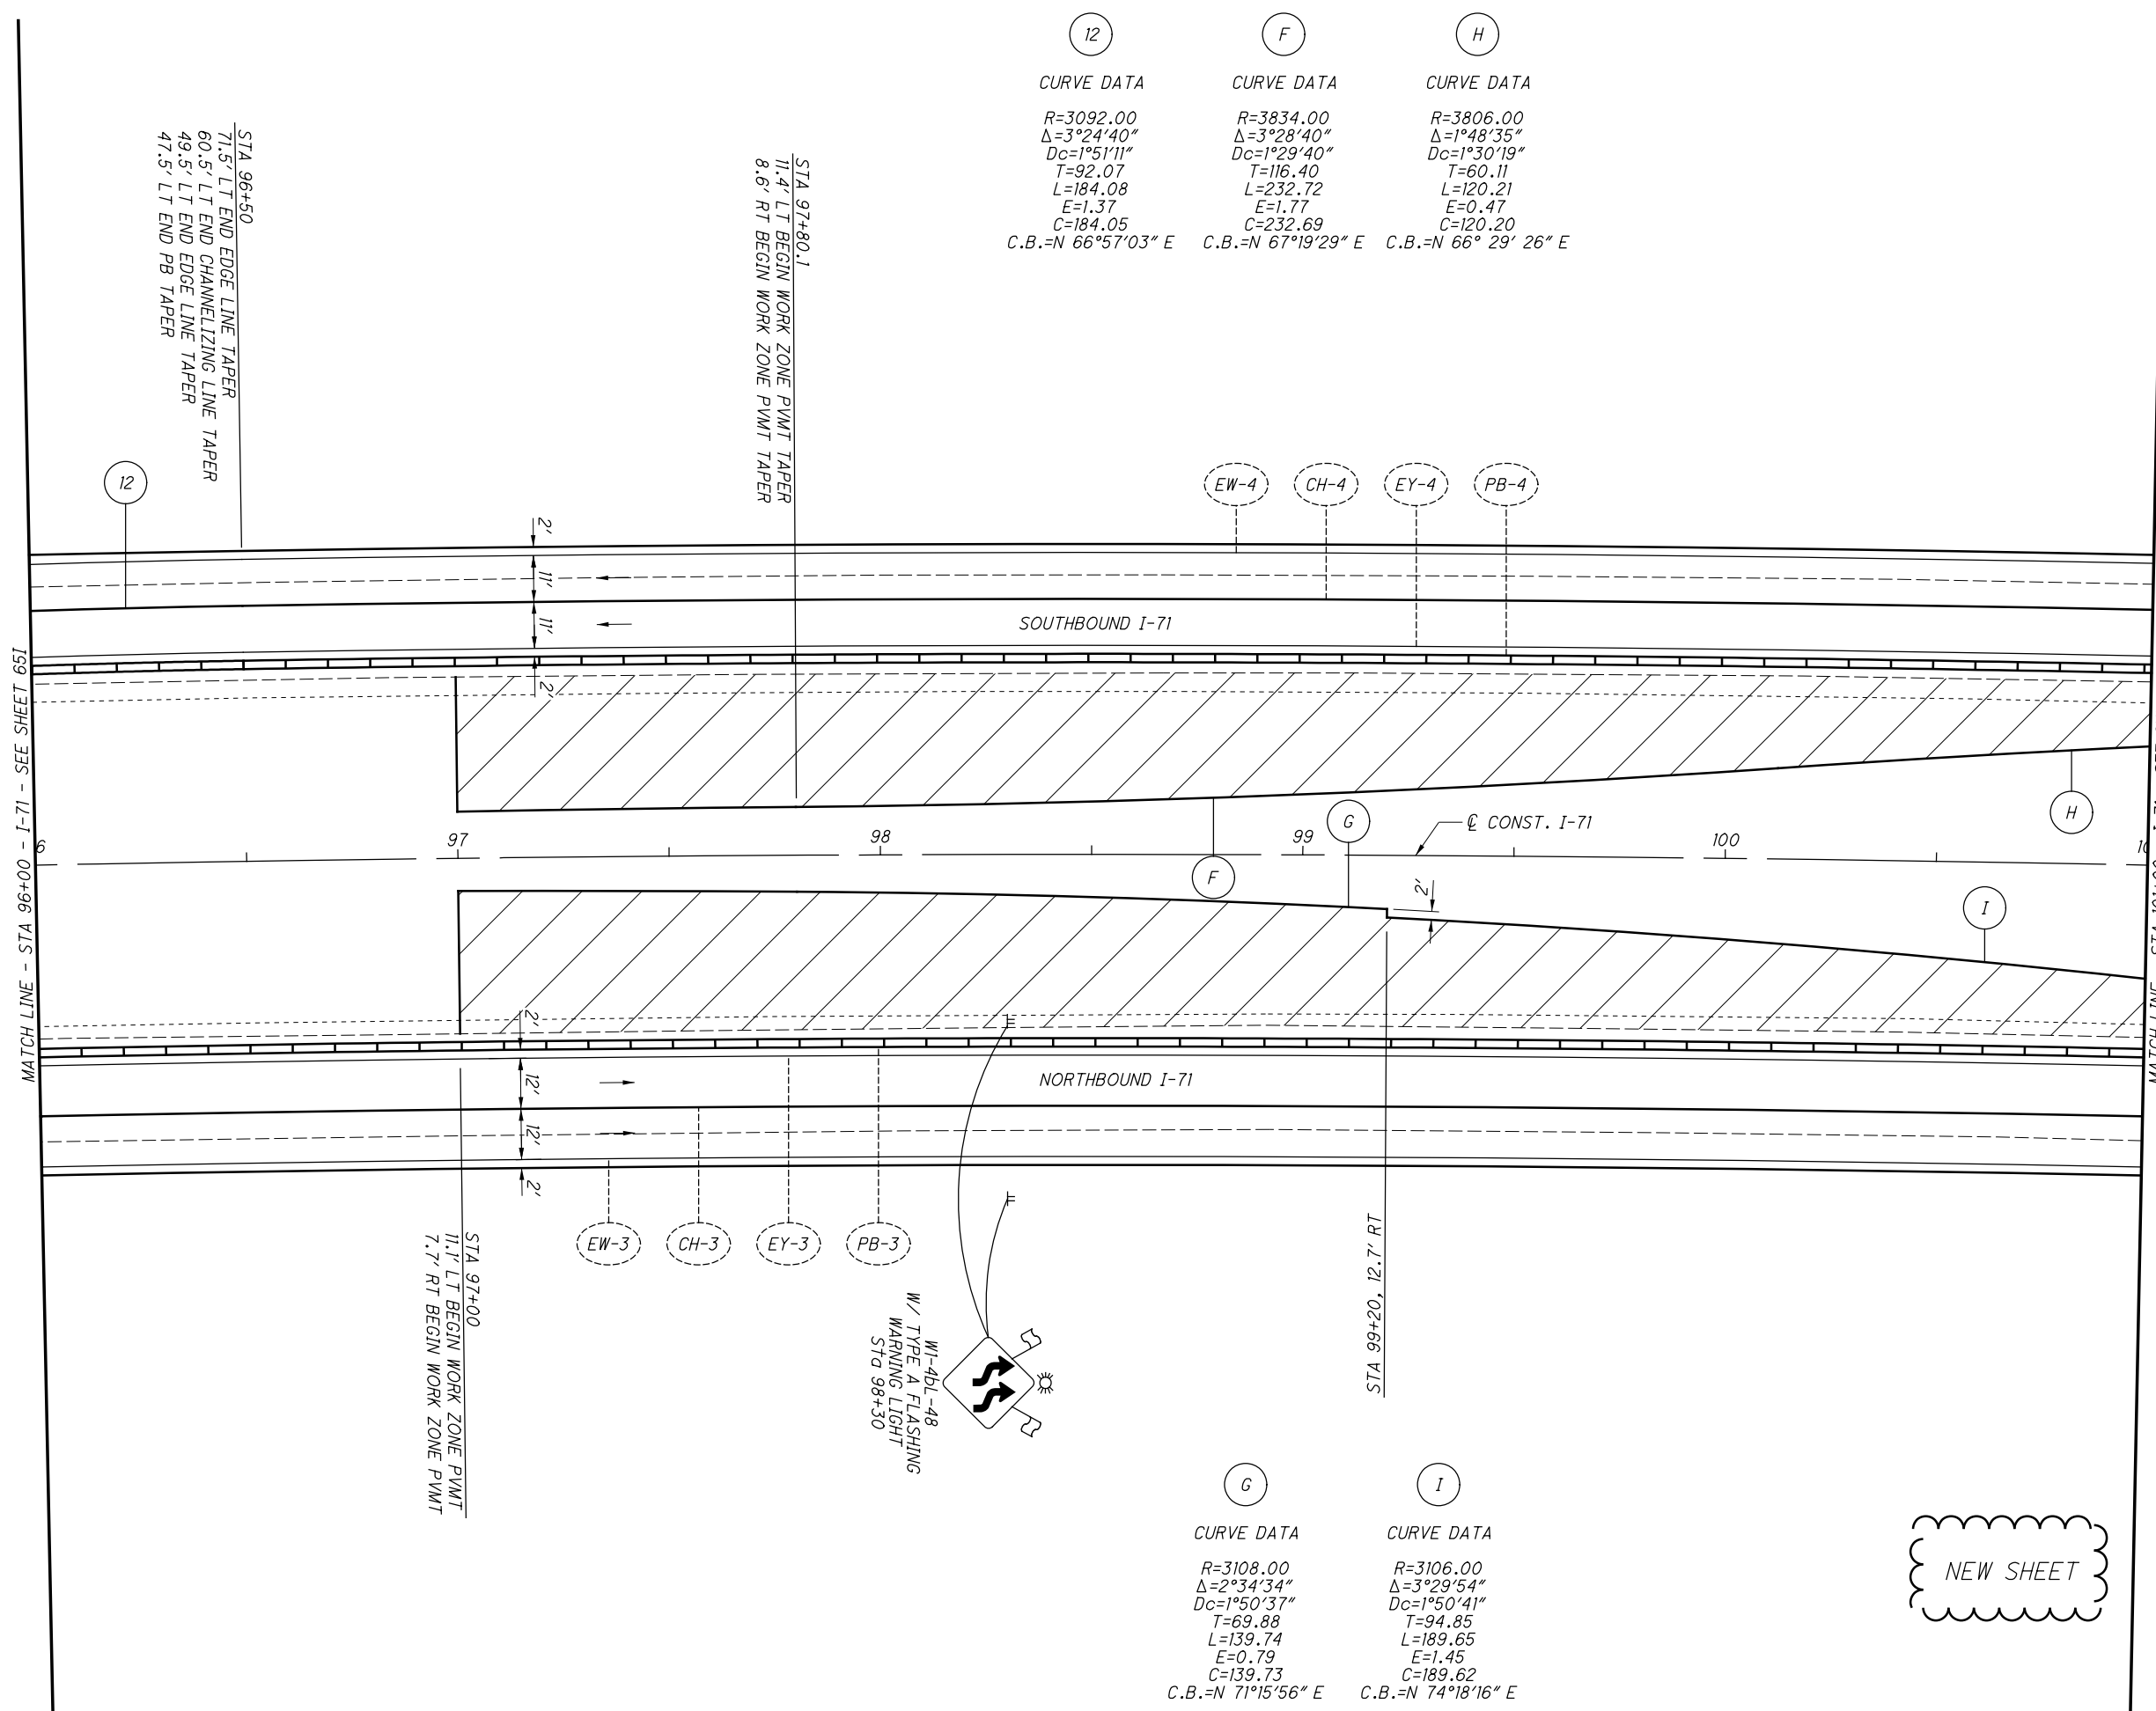 12
CURVE DATA
R=3092.00
Δ=3°24'40"
Dc=1°51'11"
T=92.07
L=184.08
E=1.37
C=184.05
C.B.=N 66°57'03" E
F
CURVE DATA
R=3834.00
Δ=3°28'40"
Dc=1°29'40"
T=116.40
L=232.72
E=1.77
C=232.69
C.B.=N 67°19'29" E
H
CURVE DATA
R=3806.00
Δ=1°48'35"
Dc=1°30'19"
T=60.11
L=120.21
E=0.47
C=120.20
C.B.=N 66° 29' 26" E
STA 96+50
71.5' LT END EDGE LINE TAPER
60.5' LT END CHANNELIZING LINE TAPER
49.5' LT END EDGE LINE TAPER
47.5' LT END PB TAPER
STA 97+80.1
11.4' LT BEGIN WORK ZONE PVMT TAPER
8.6' RT BEGIN WORK ZONE PVMT TAPER
12
EW-4
CH-4
EY-4
PB-4
2'
11'
11'
2'
SOUTHBOUND I-71
MATCH LINE - STA 96+00 - I-71 - SEE SHEET 65I
6
97
98
99
100
G
℄ CONST. I-71
H
F
2'
I
2'
12'
12'
2'
NORTHBOUND I-71
EW-3
CH-3
EY-3
PB-3
STA 97+00
11.1' LT BEGIN WORK ZONE PVMT
7.7' RT BEGIN WORK ZONE PVMT
W1-4bL-48
W/ TYPE A FLASHING
WARNING LIGHT
Sta 98+30
STA 99+20, 12.7' RT
G
CURVE DATA
R=3108.00
Δ=2°34'34"
Dc=1°50'37"
T=69.88
L=139.74
E=0.79
C=139.73
C.B.=N 71°15'56" E
I
CURVE DATA
R=3106.00
Δ=3°29'54"
Dc=1°50'41"
T=94.85
L=189.65
E=1.45
C=189.62
C.B.=N 74°18'16" E
NEW SHEET